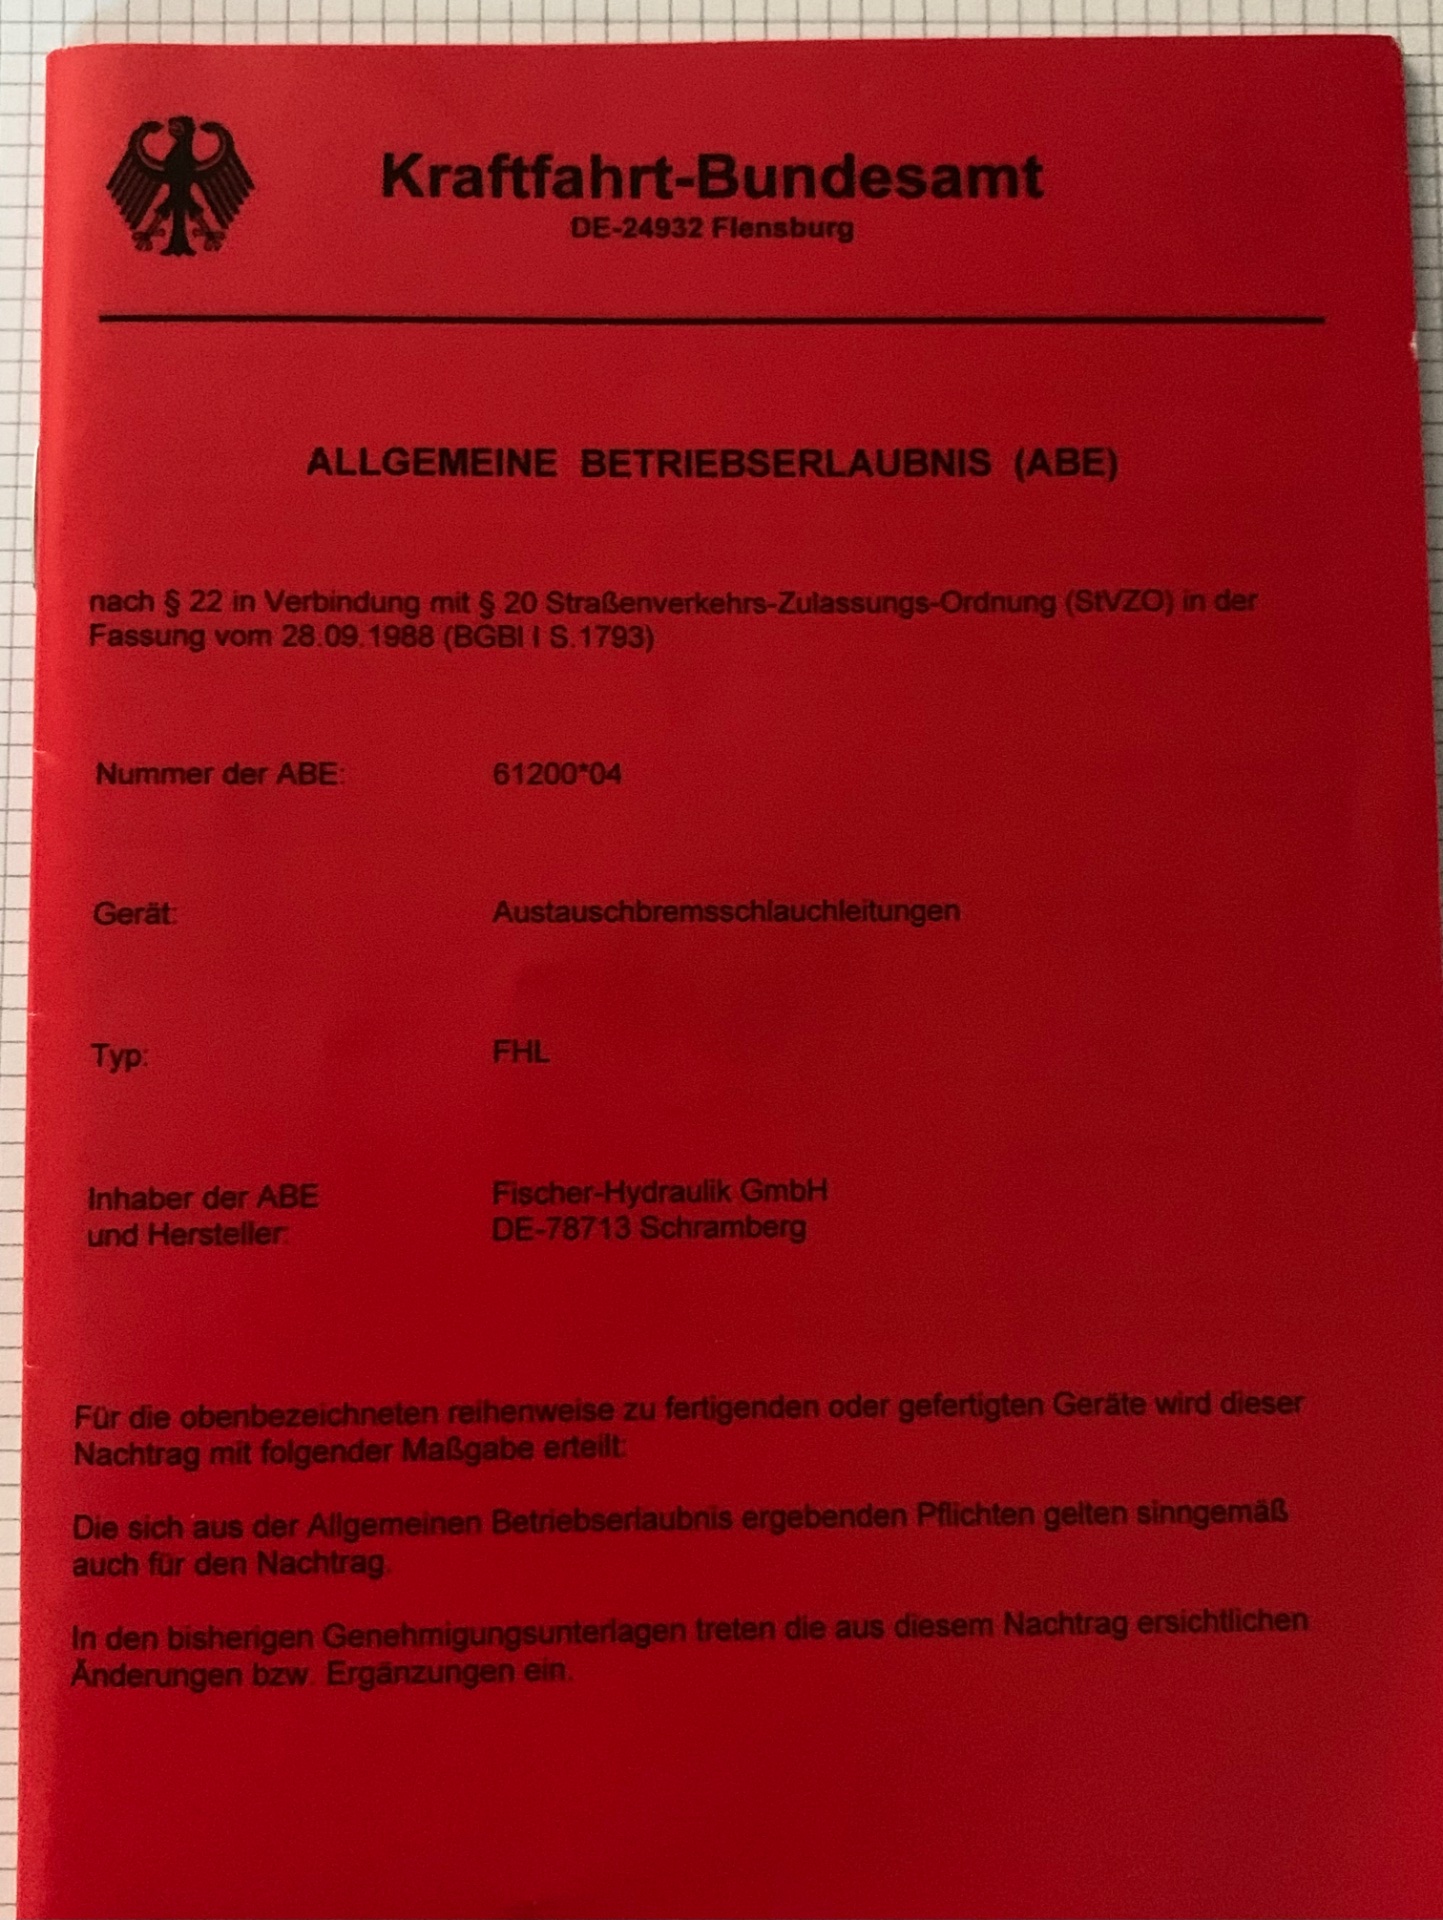 Kraftfahrt-Bundesamt
DE-24932 Flensburg
ALLGEMEINE BETRIEBSERLAUBNIS (ABE)
nach § 22 in Verbindung mit § 20 Straßenverkehrs-Zulassungs-Ordnung (StVZO) in der
Fassung vom 28.09.1988 (BGBl I S.1793)
Nummer der ABE: 61200*04
Gerät: Austauschbremsschlauchleitungen
Typ: FHL
Inhaber der ABE Fischer-Hydraulik GmbH
und Hersteller: DE-78713 Schramberg
Für die obenbezeichneten reihenweise zu fertigenden oder gefertigten Geräte wird dieser
Nachtrag mit folgender Maßgabe erteilt:
Die sich aus der Allgemeinen Betriebserlaubnis ergebenden Pflichten gelten sinngemäß
auch für den Nachtrag.
In den bisherigen Genehmigungsunterlagen treten die aus diesem Nachtrag ersichtlichen
Änderungen bzw. Ergänzungen ein.